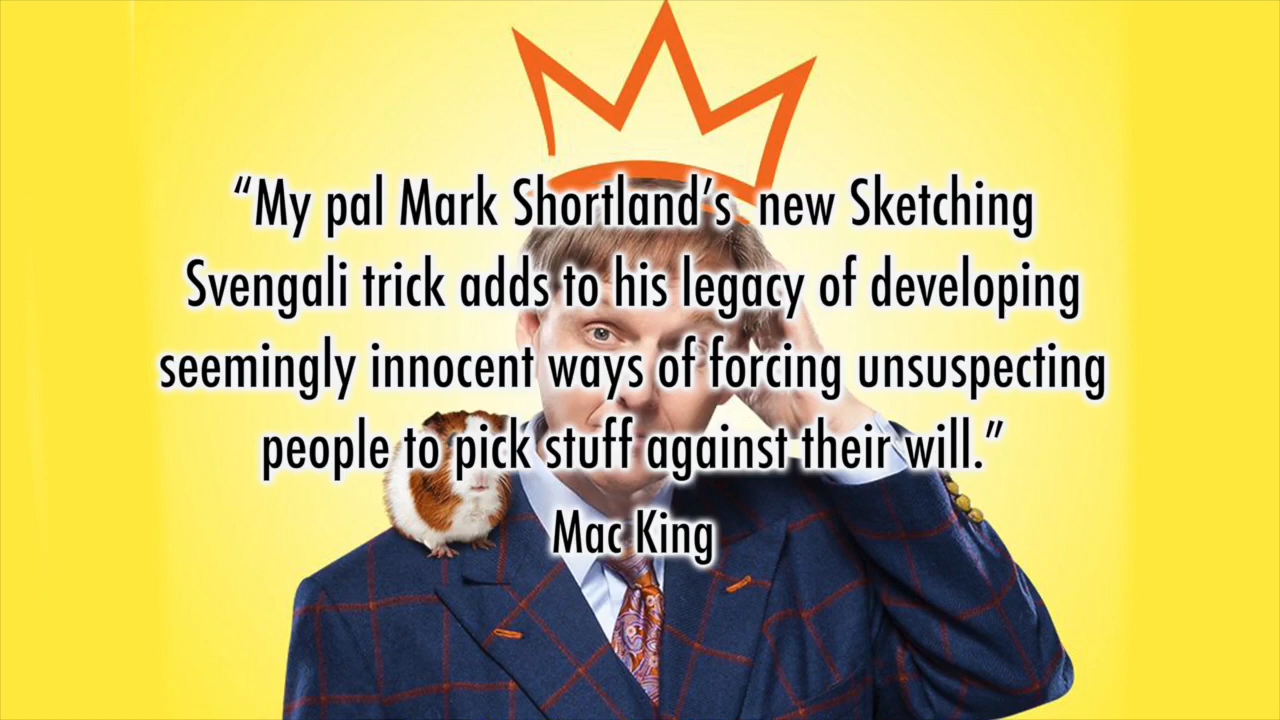 “My pal Mark Shortland’s  new Sketching
Svengali trick adds to his legacy of developing
seemingly innocent ways of forcing unsuspecting
people to pick stuff against their will.”
Mac King